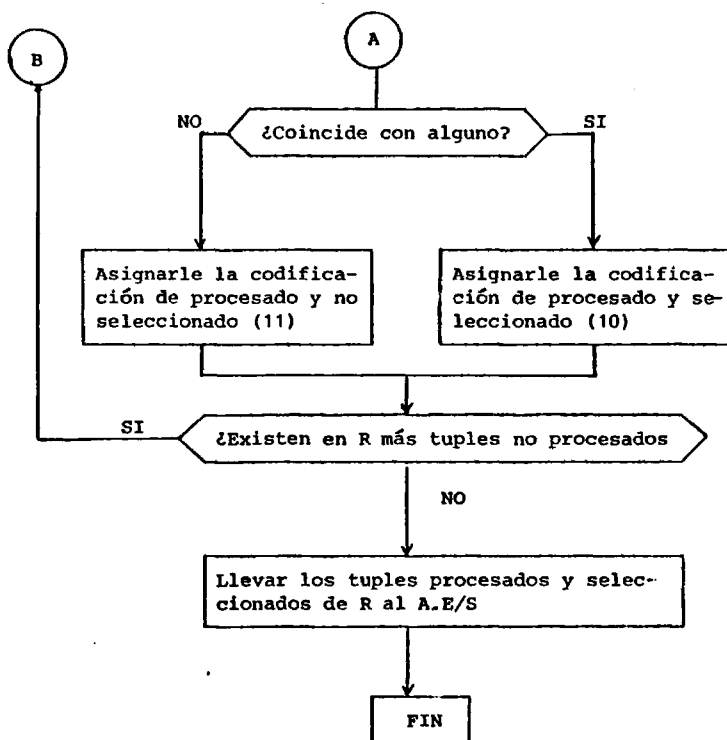 B
A
¿Coincide con alguno?
NO
SI
Asignarle la codifica-
ción de procesado y no
seleccionado (11)
Asignarle la codifica-
ción de procesado y se-
leccionado (10)
SI
¿Existen en R más tuples no procesados
NO
Llevar los tuples procesados y selec-
cionados de R al A.E/S
FIN